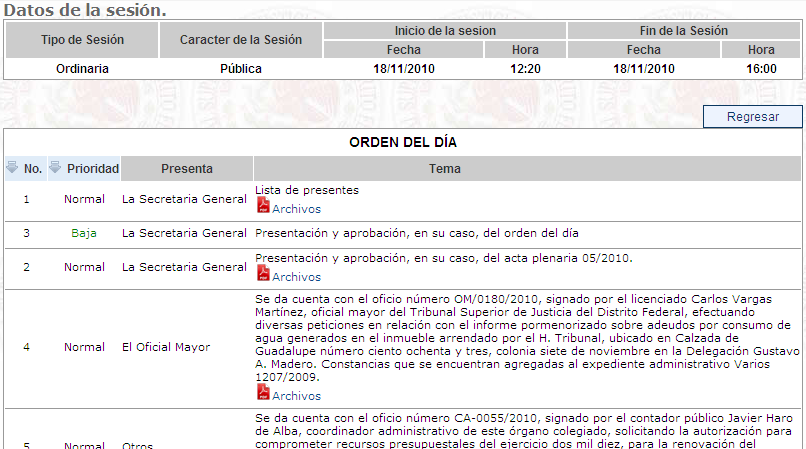 Datos de la sesión.
Tipo de Sesión Caracter de la Sesión Inicio de la sesion Fin de la Sesión
Fecha Hora Fecha Hora
Ordinaria Pública 18/11/2010 12:20 18/11/2010 16:00
Regresar
ORDEN DEL DÍA
No. Prioridad Presenta Tema
1 Normal La Secretaria General Lista de presentes
Archivos
3 Baja La Secretaria General Presentación y aprobación, en su caso, del orden del día
2 Normal La Secretaria General Presentación y aprobación, en su caso, del acta plenaria 05/2010.
Archivos
4 Normal El Oficial Mayor Se da cuenta con el oficio número OM/0180/2010, signado por el licenciado Carlos Vargas
Martínez, oficial mayor del Tribunal Superior de Justicia del Distrito Federal, efectuando
diversas peticiones en relación con el informe pormenorizado sobre adeudos por consumo de
agua generados en el inmueble arrendado por el H. Tribunal, ubicado en Calzada de
Guadalupe número ciento ochenta y tres, colonia siete de noviembre en la Delegación Gustavo
A. Madero. Constancias que se encuentran agregadas al expediente administrativo Varios
1207/2009.
Archivos
5 Normal Otros Se da cuenta con el oficio número CA-0055/2010, signado por el contador público Javier Haro
de Alba, coordinador administrativo de este órgano colegiado, solicitando la autorización para
comprometer recursos presupuestales del ejercicio dos mil diez, para la renovación del